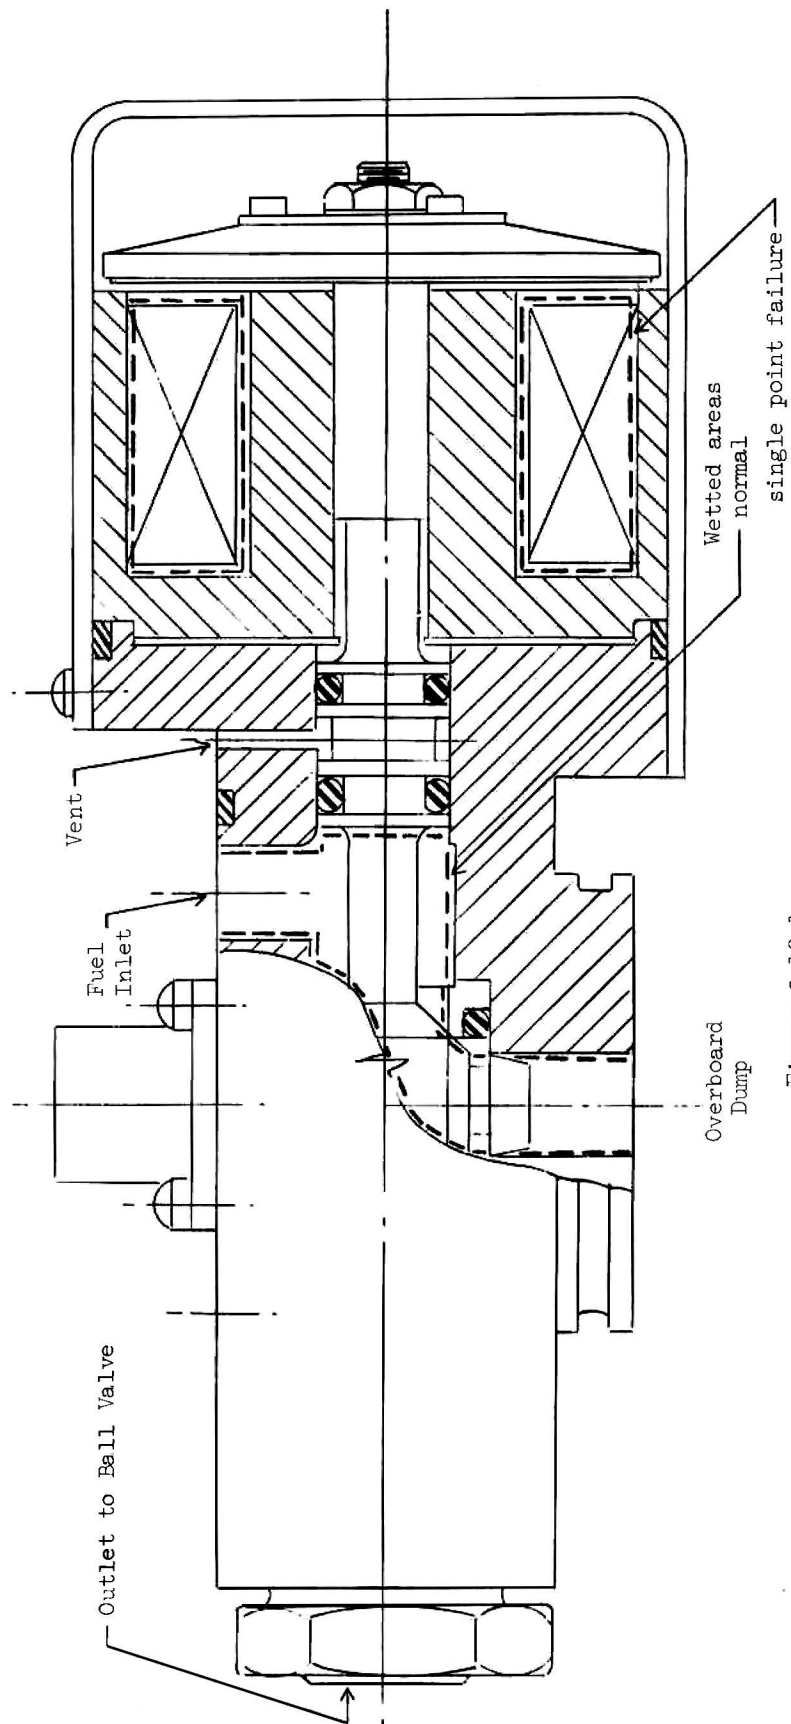 Outlet to Ball Valve
Fuel
Inlet
Vent
Overboard
Dump
Wetted areas
normal
single point failure